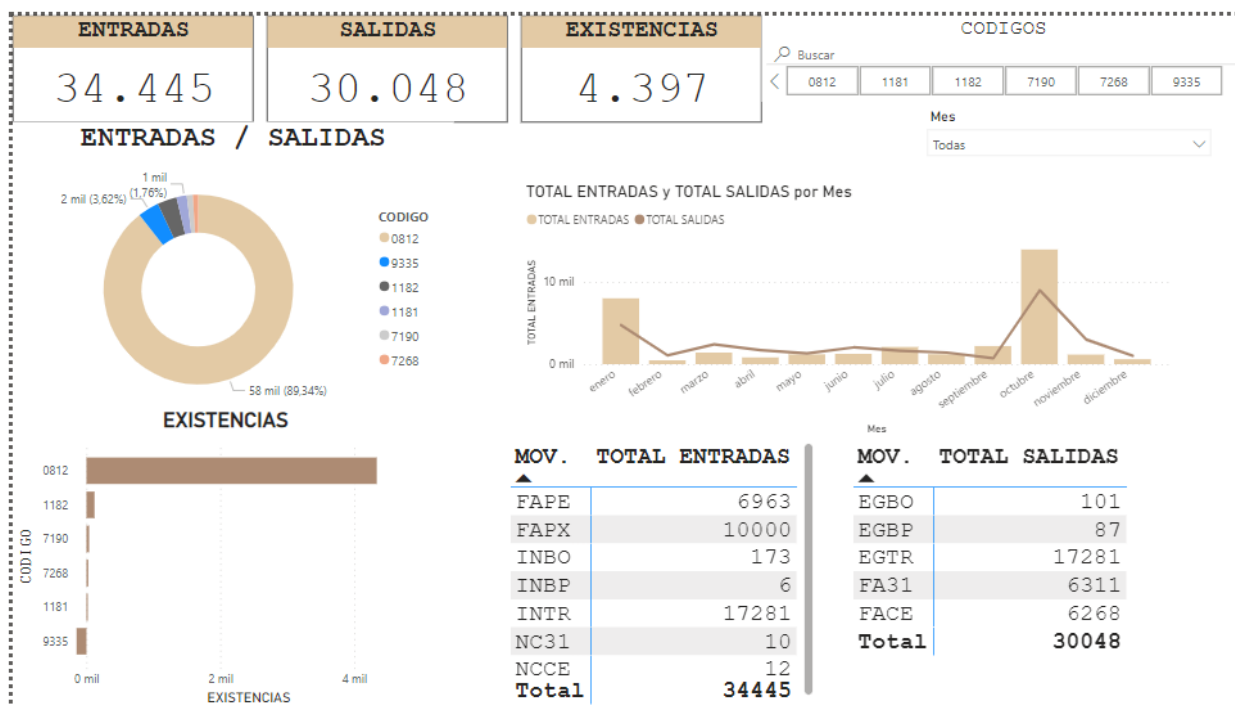 ENTRADAS
34.445
SALIDAS
30.048
EXISTENCIAS
4.397
CODIGOS
Buscar
0812 1181 1182 7190 7268 9335
Mes
Todas
ENTRADAS / SALIDAS
1 mil
(1,76%)
2 mil (3,62%)
58 mil (89,34%)
CODIGO
0812
9335
1182
1181
7190
7268
TOTAL ENTRADAS y TOTAL SALIDAS por Mes
TOTAL ENTRADAS TOTAL SALIDAS
TOTAL ENTRADAS
10 mil
0 mil
enero febrero marzo abril mayo junio julio agosto septiembre octubre noviembre diciembre
Mes
EXISTENCIAS
CODIGO
0812
1182
7190
7268
1181
9335
0 mil 2 mil 4 mil
EXISTENCIAS
MOV. TOTAL ENTRADAS
FAPE 6963
FAPX 10000
INBO 173
INBP 6
INTR 17281
NC31 10
NCCE 12
Total 34445
MOV. TOTAL SALIDAS
EGBO 101
EGBP 87
EGTR 17281
FA31 6311
FACE 6268
Total 30048